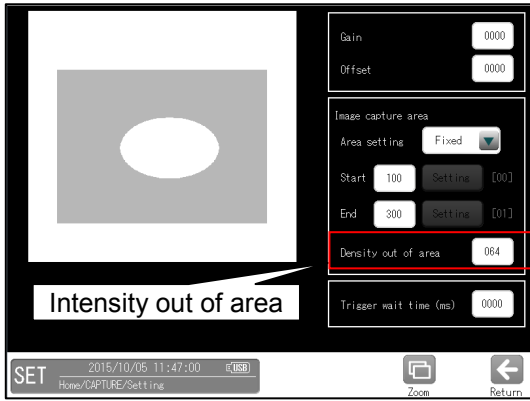 Gain 0000
Offset 0000
Image capture area
Area setting Fixed
Start 100 Setting [00]
End 300 Setting [01]
Density out of area 064
Intensity out of area
Trigger wait time (ms) 0000
SET
2015/10/05 11:47:00 USB
Home/CAPTURE/Setting
Zoom
Return